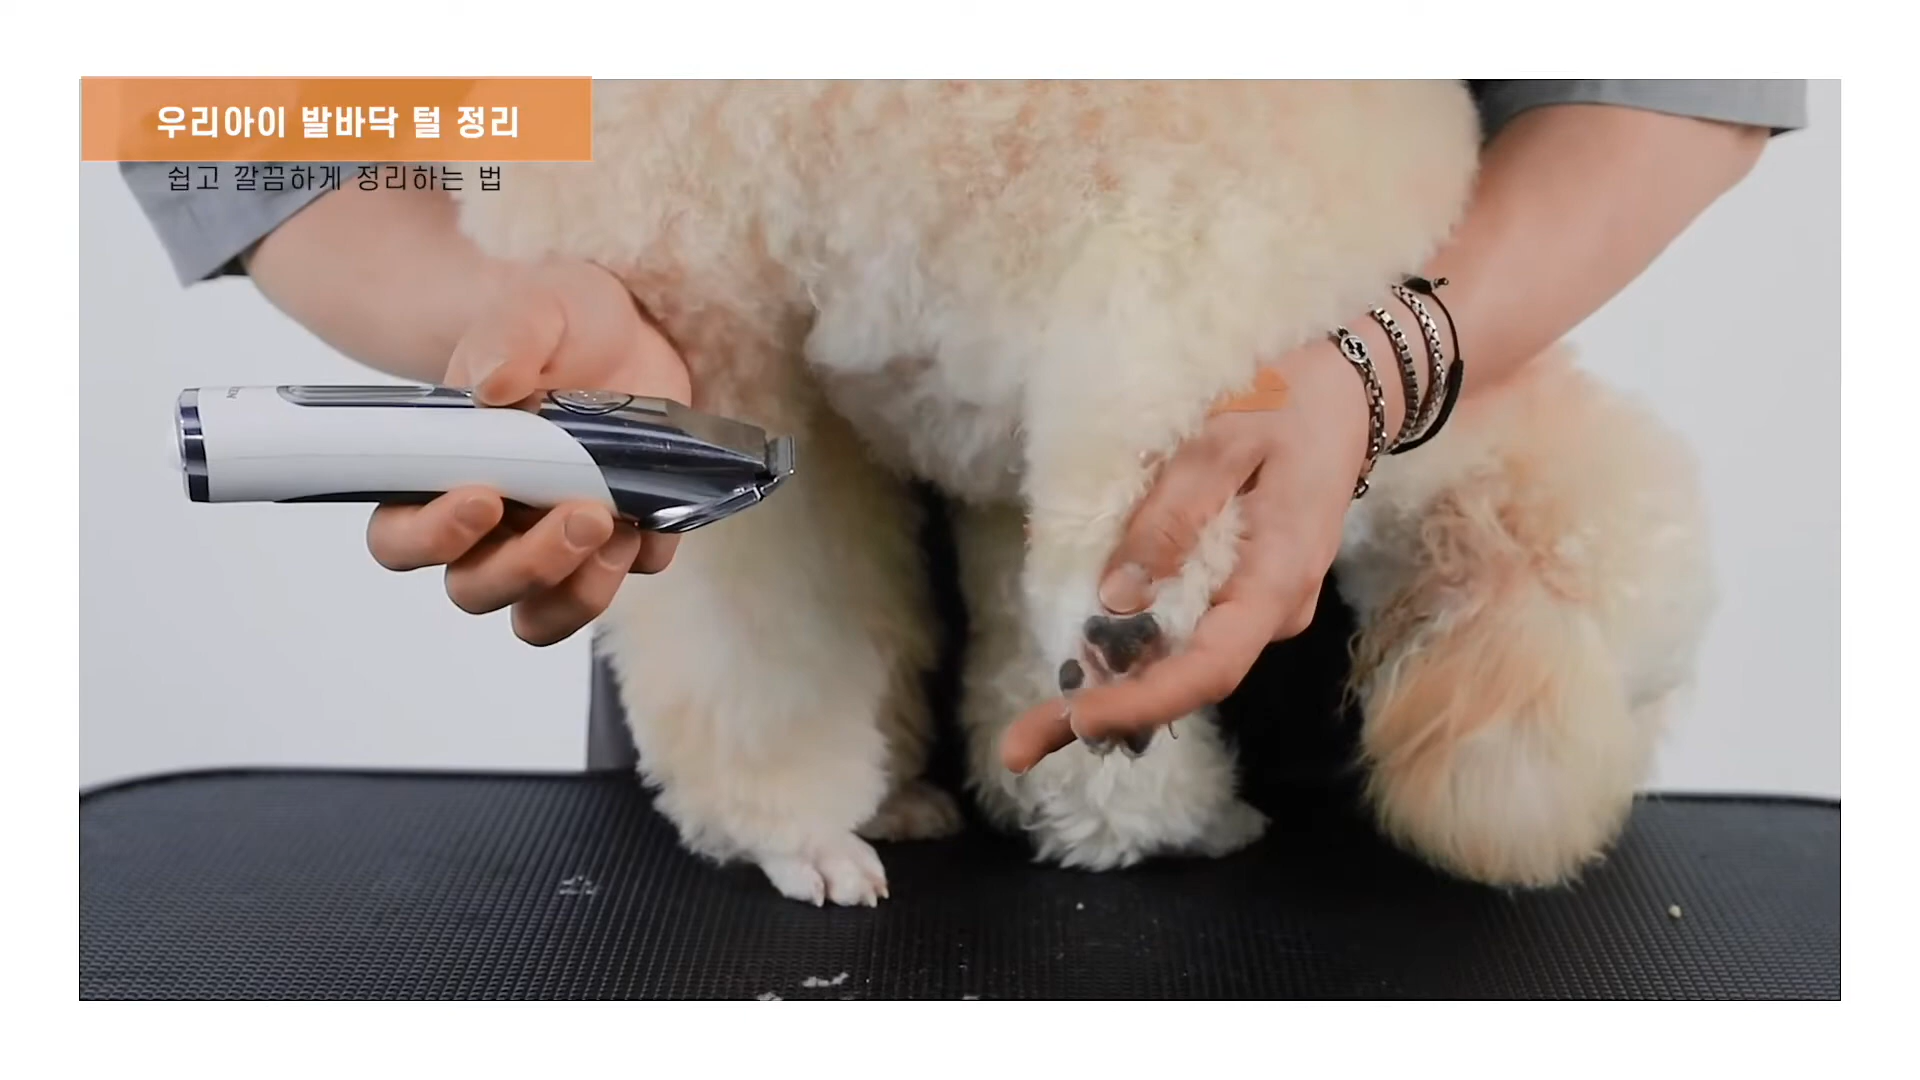 우리아이 발바닥 털 정리
쉽고 깔끔하게 정리하는 법